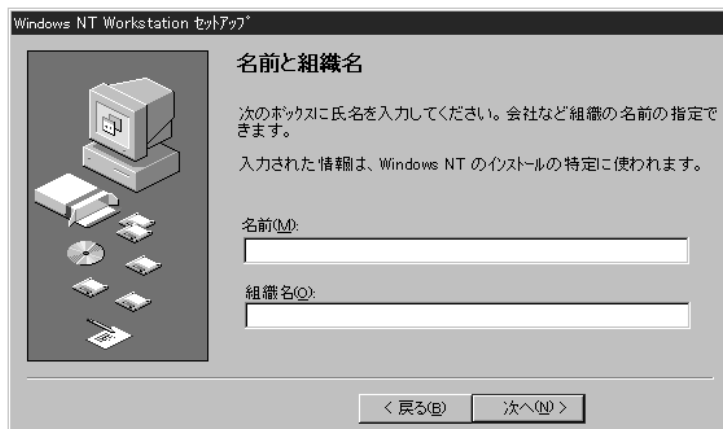 Windows NT Workstation ｾｯﾄｱｯﾌﾟ
名前と組織名
次のﾎﾞｯｸｽに氏名を入力してください。会社など組織の名前の指定で
きます。
入力された情報は、Windows NT のｲﾝｽﾄｰﾙの特定に使われます。
名前(M):
組織名(O):
< 戻る(B)
次へ(N) >